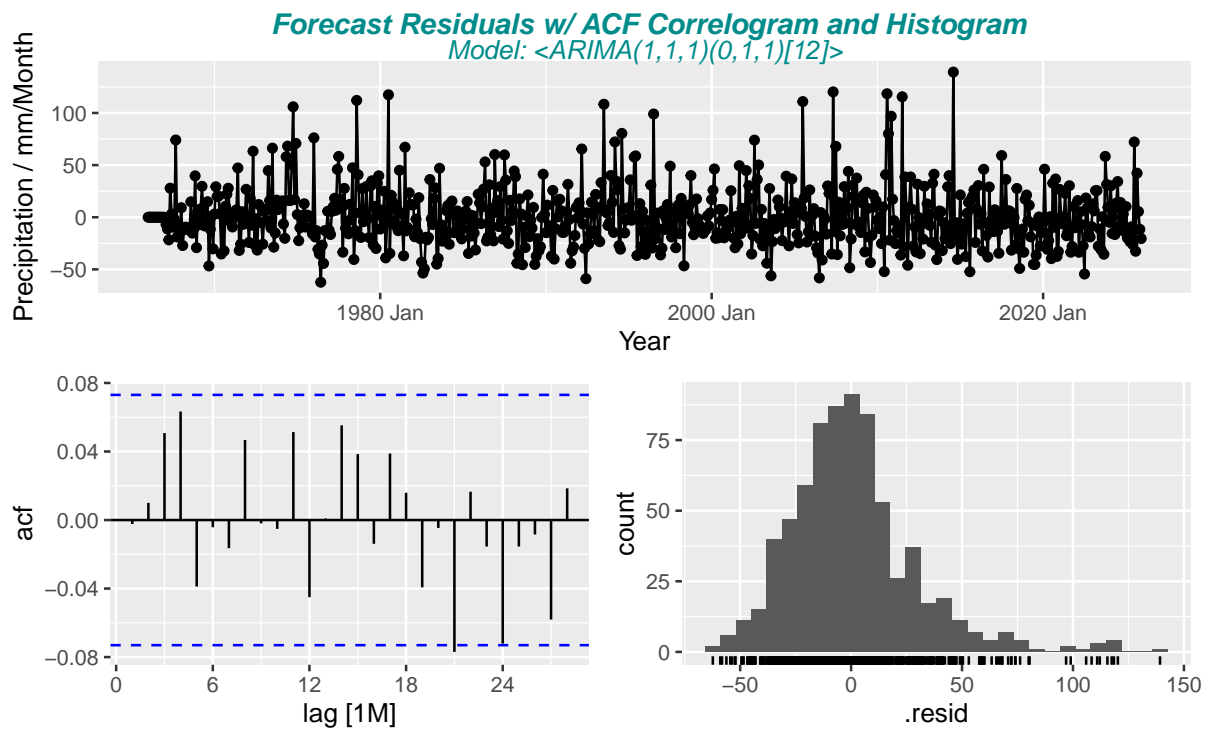 Forecast Residuals w/ ACF Correlogram and Histogram
Model: <ARIMA(1,1,1)(0,1,1)[12]>
Precipitation / mm/Month
100
50
0
−50
1980 Jan 2000 Jan 2020 Jan
Year
acf
0.08
0.04
0.00
−0.04
−0.08
0 6 12 18 24
lag [1M]
count
75
50
25
0
−50 0 50 100 150
.resid